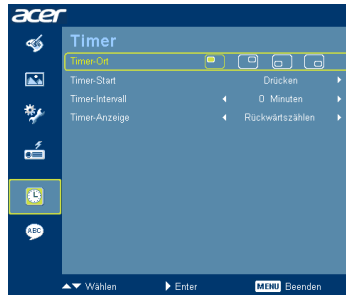 acer
Timer
Timer-Ort
Timer-Start Drücken
Timer-Intervall 0 Minuten
Timer-Anzeige Rückwärtszählen
ABC
Wählen Enter MENU Beenden